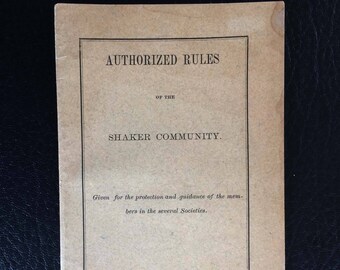 AUTHORIZED RULES
OF THE
SHAKER COMMUNITY.
Given for the protection and guidance of the mem-
bers in the several Societies.